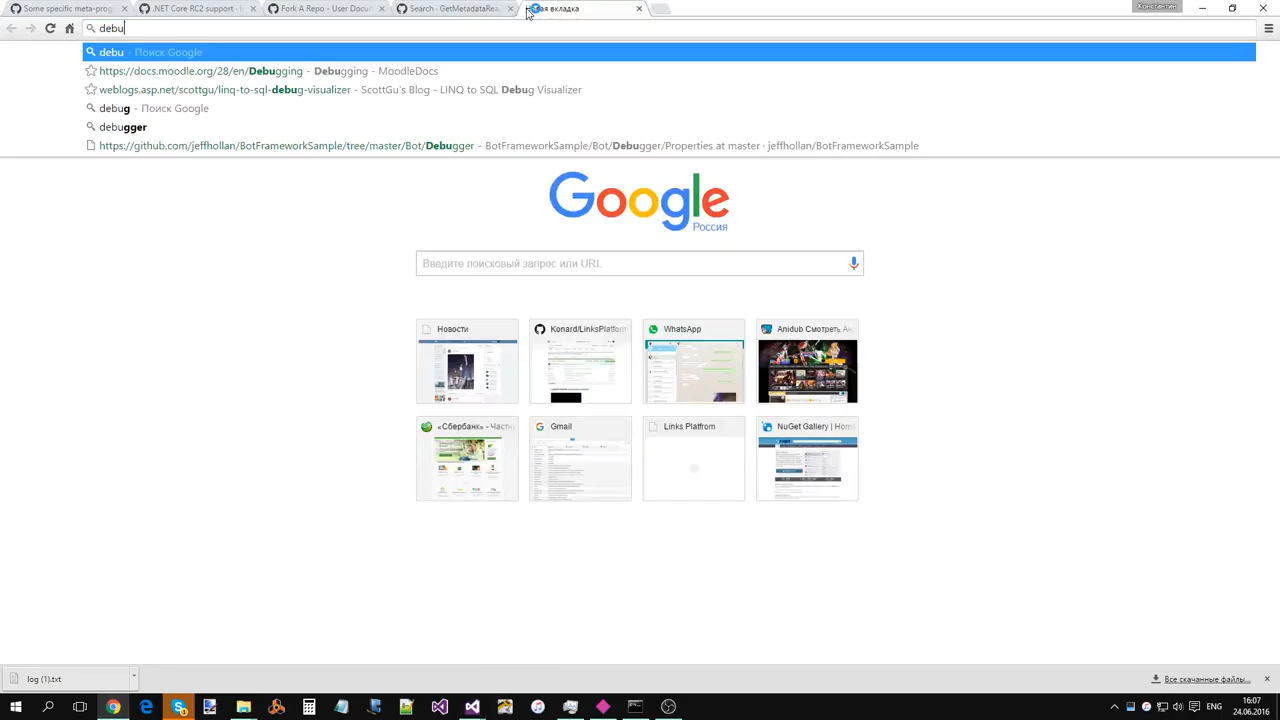 Some specific meta-prog
.NET Core RC2 support ·
Fork A Repo - User Docu
Search · GetMetadataRea
вкладка
Константин
debu
debu - Поиск Google
https://docs.moodle.org/28/en/Debugging - Debugging - MoodleDocs
weblogs.asp.net/scottgu/linq-to-sql-debug-visualizer - ScottGu's Blog - LINQ to SQL Debug Visualizer
debug - Поиск Google
debugger
https://github.com/jeffhollan/BotFrameworkSample/tree/master/Bot/Debugger - BotFrameworkSample/Bot/Debugger/Properties at master · jeffhollan/BotFrameworkSample
Google
Россия
Введите поисковый запрос или URL
Новости
Konard/LinksPlatform
WhatsApp
Anidub Смотреть Ан
«Сбербанк» - Частн
Gmail
Links Platfrom
NuGet Gallery | Hom
log (1).txt
Все скачанные файлы...
ENG
16:07
24.06.2016